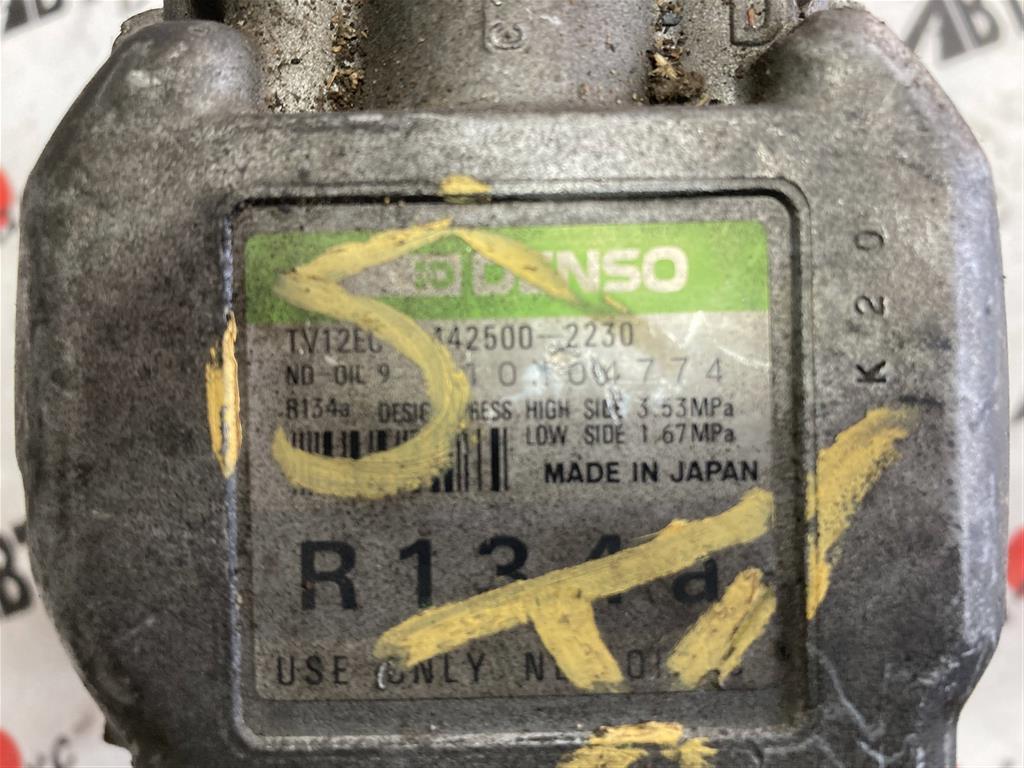 C
D
DENSO
442500-2230
ND OIL 9
R134a HIGH SIDE 3.53MPa
LOW SIDE 1.67MPa
MADE IN JAPAN
R134a
USE ONLY
K20